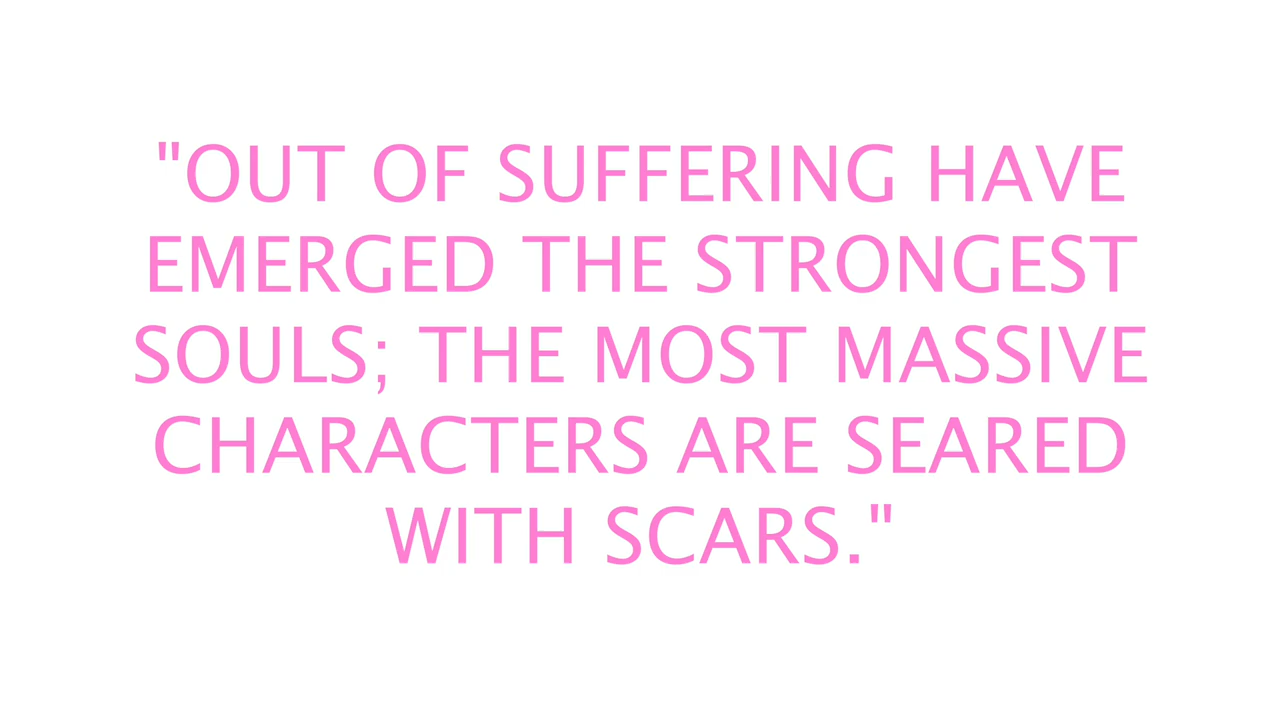 "OUT OF SUFFERING HAVE
EMERGED THE STRONGEST
SOULS; THE MOST MASSIVE
CHARACTERS ARE SEARED
WITH SCARS."